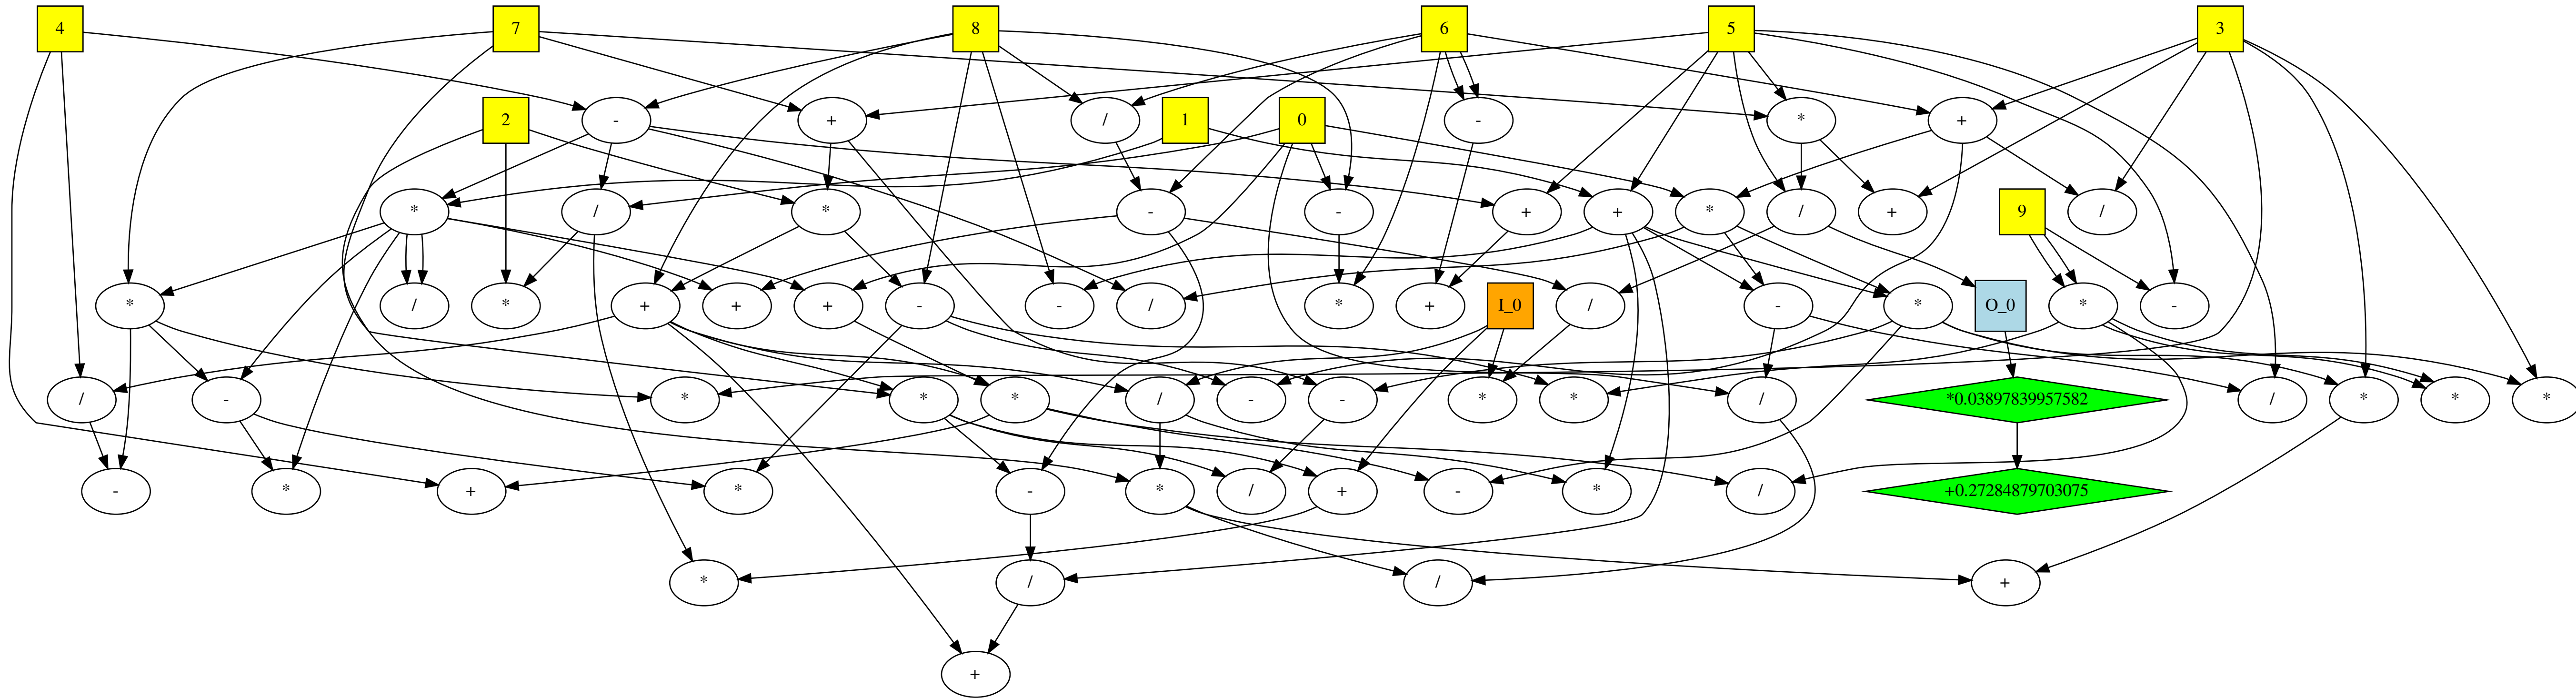 4 7 8 6 5 3
2 - + / 1 0 - * +
* / * - - + + * / + 9 /
* / * + + + - - / * + I_0 / - * O_0 * -
/ - * * * / - - * * / *0.03897839957582 / * * *
- * + * - * / + - * / +0.27284879703075
* / / +
+